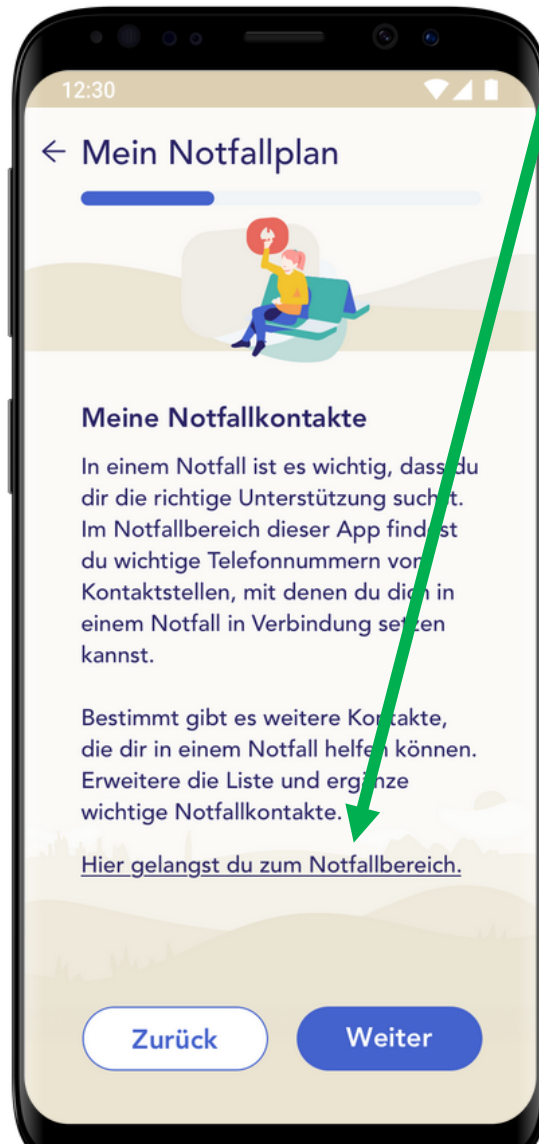 12:30
Mein Notfallplan
Meine Notfallkontakte
In einem Notfall ist es wichtig, dass du
dir die richtige Unterstützung suchst.
Im Notfallbereich dieser App findest
du wichtige Telefonnummern von
Kontaktstellen, mit denen du dich in
einem Notfall in Verbindung setzen
kannst.
Bestimmt gibt es weitere Kontakte,
die dir in einem Notfall helfen können.
Erweitere die Liste und ergänze
wichtige Notfallkontakte.
Hier gelangst du zum Notfallbereich.
Zurück
Weiter